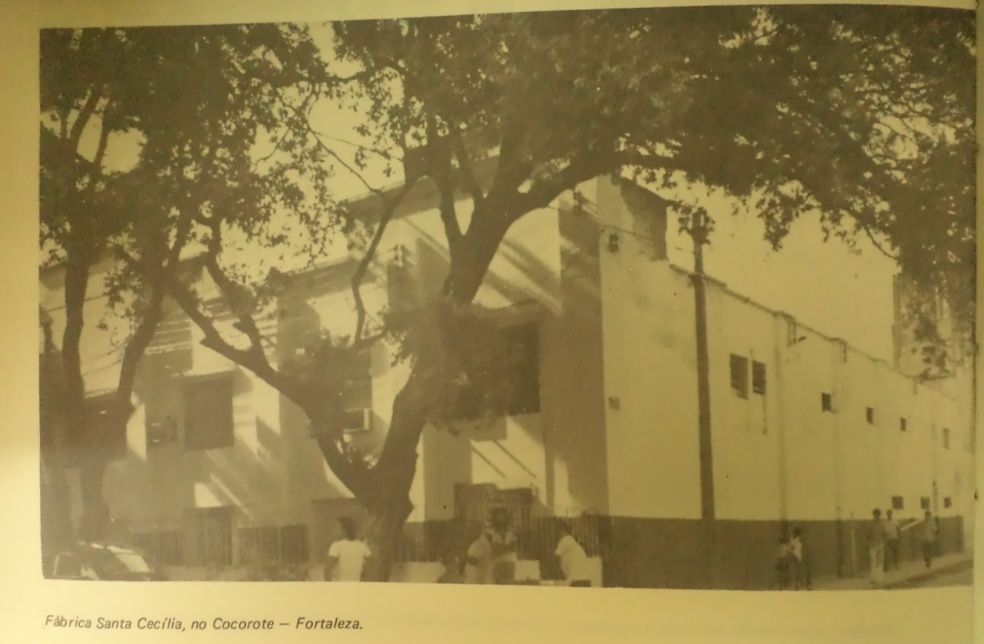 Fábrica Santa Cecília, no Cocorote — Fortaleza.